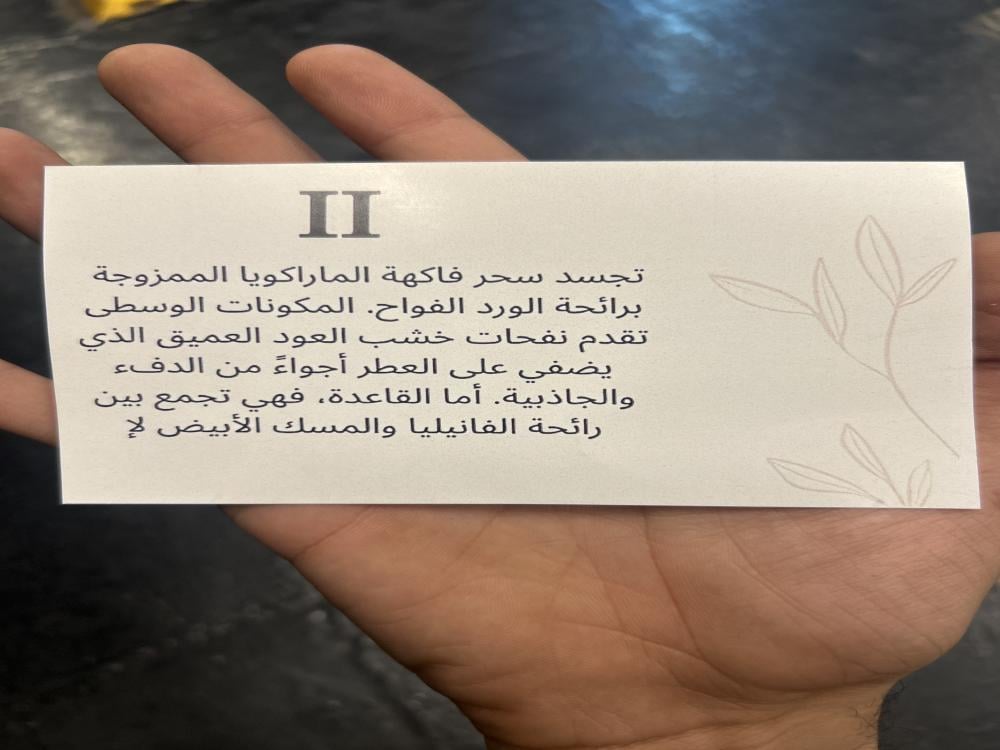 II
تجسد سحر فاكهة الماراكويا الممزوجة
برائحة الورد الفواح. المكونات الوسطى
تقدم نفحات خشب العود العميق الذي
يضفي على العطر أجواءً من الدفء
والجاذبية. أما القاعدة، فهي تجمع بين
رائحة الفانيليا والمسك الأبيض لإ